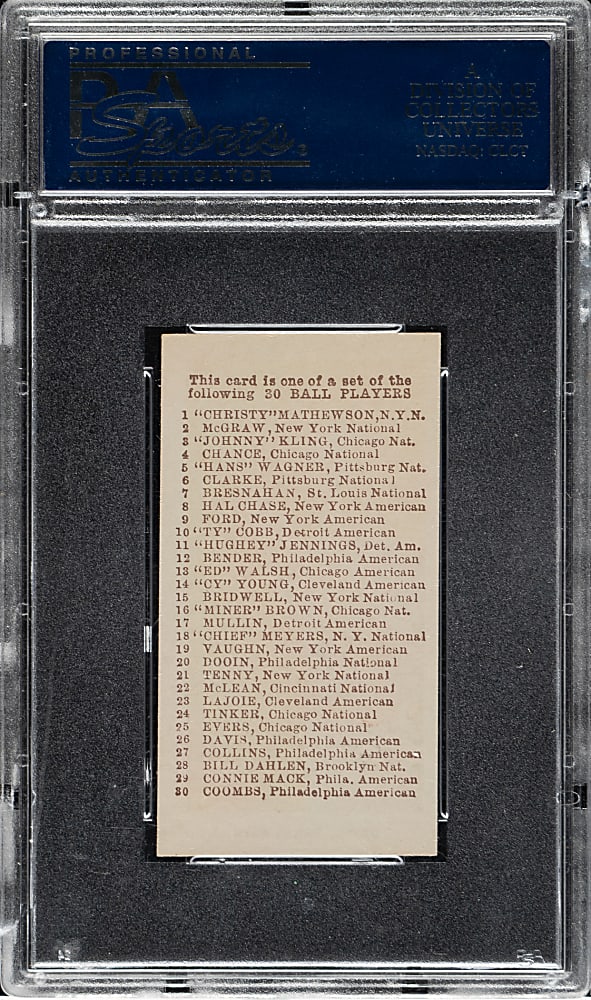 PROFESSIONAL
PSA
Sports
AUTHENTICATOR
A
DIVISION OF
COLLECTORS
UNIVERSE
NASDAQ: CLCT
This card is one of a set of the
following 30 BALL PLAYERS
1 "CHRISTY" MATHEWSON, N.Y.N.
2 McGRAW, New York National
3 "JOHNNY" KLING, Chicago Nat.
4 CHANCE, Chicago National
5 "HANS" WAGNER, Pittsburg Nat.
6 CLARKE, Pittsburg National
7 BRESNAHAN, St. Louis National
8 HAL CHASE, New York American
9 FORD, New York American
10 "TY" COBB, Detroit American
11 "HUGHEY" JENNINGS, Det. Am.
12 BENDER, Philadelphia American
13 "ED" WALSH, Chicago American
14 "CY" YOUNG, Cleveland American
15 BRIDWELL, New York National
16 "MINER" BROWN, Chicago Nat.
17 MULLIN, Detroit American
18 "CHIEF" MEYERS, N. Y. National
19 VAUGHN, New York American
20 DOOIN, Philadelphia National
21 TENNY, New York National
22 McLEAN, Cincinnati National
23 LAJOIE, Cleveland American
24 TINKER, Chicago National
25 EVERS, Chicago National
26 DAVIS, Philadelphia American
27 COLLINS, Philadelphia American
28 BILL DAHLEN, Brooklyn Nat.
29 CONNIE MACK, Phila. American
30 COOMBS, Philadelphia American